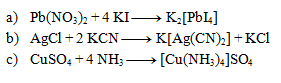 a) Pb(NO₃)₂ + 4 KI ⟶ K₂[PbI₄]
b) AgCl + 2 KCN ⟶ K[Ag(CN)₂] + KCl
c) CuSO₄ + 4 NH₃ ⟶ [Cu(NH₃)₄]SO₄